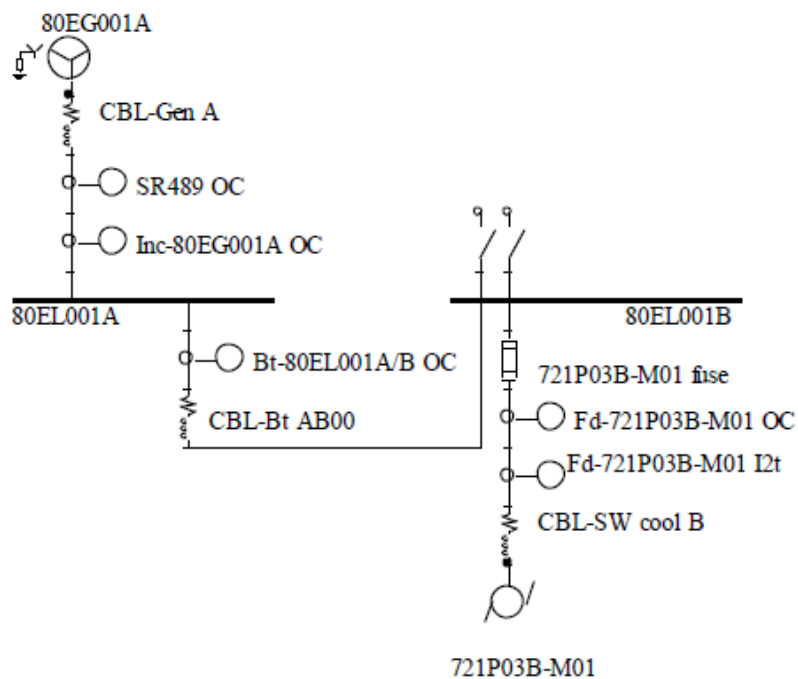 80EG001A
CBL-Gen A
SR489 OC
Inc-80EG001A OC
80EL001A
80EL001B
Bt-80EL001A/B OC
721P03B-M01 fuse
CBL-Bt AB00
Fd-721P03B-M01 OC
Fd-721P03B-M01 I2t
CBL-SW cool B
721P03B-M01